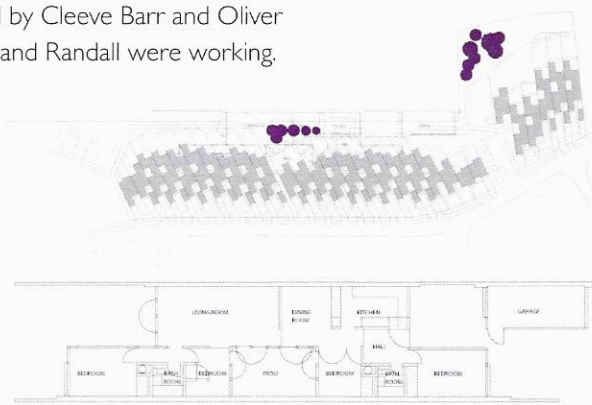 l by Cleeve Barr and Oliver
and Randall were working.
LIVING ROOM
DINING
ROOM
KITCHEN
GARAGE
HALL
BEDROOM
BATH
ROOM
BEDROOM
PATIO
BEDROOM
BATH
ROOM
BEDROOM